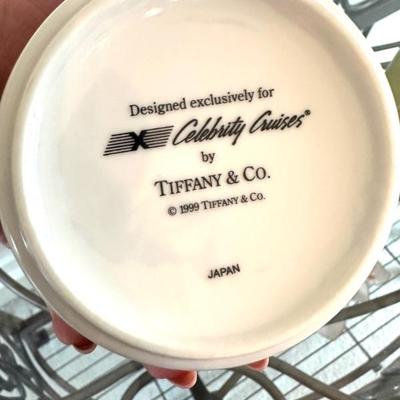 Designed exclusively for
X Celebrity Cruises®
by
TIFFANY & CO.
© 1999 TIFFANY & CO.
JAPAN